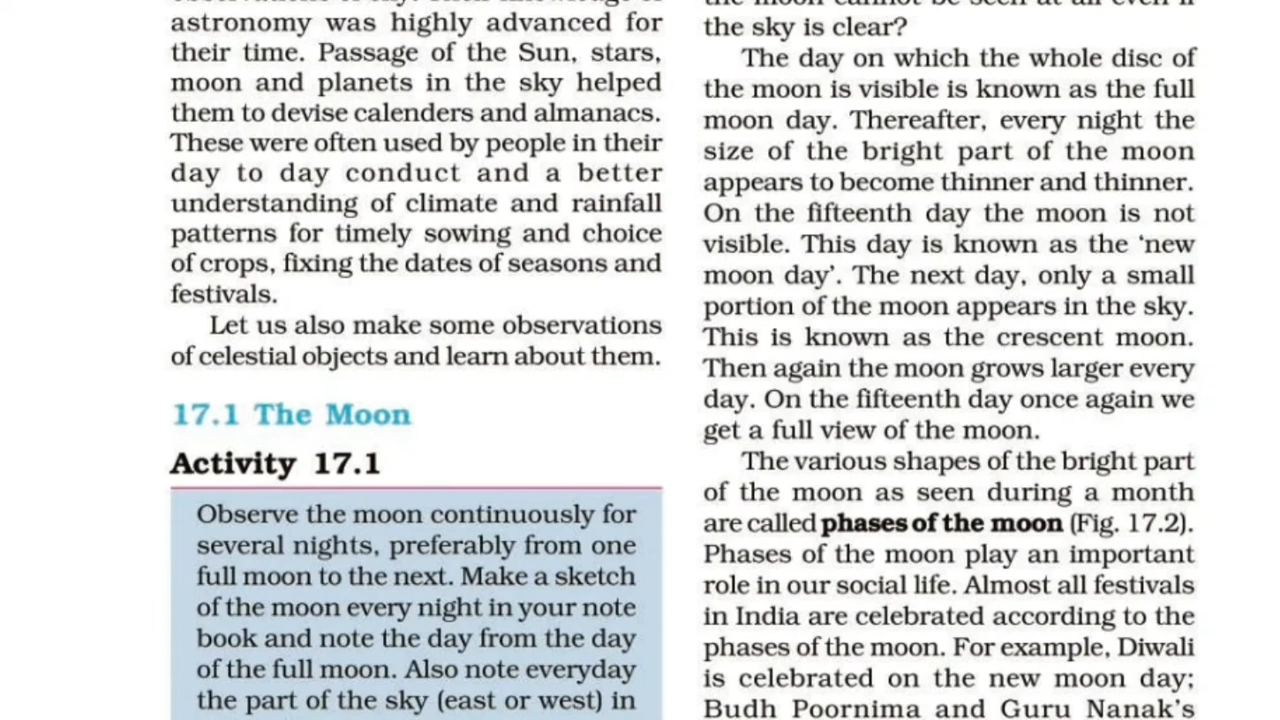 astronomy was highly advanced for
their time. Passage of the Sun, stars,
moon and planets in the sky helped
them to devise calenders and almanacs.
These were often used by people in their
day to day conduct and a better
understanding of climate and rainfall
patterns for timely sowing and choice
of crops, fixing the dates of seasons and
festivals.
Let us also make some observations
of celestial objects and learn about them.
17.1 The Moon
Activity 17.1
Observe the moon continuously for
several nights, preferably from one
full moon to the next. Make a sketch
of the moon every night in your note
book and note the day from the day
of the full moon. Also note everyday
the part of the sky (east or west) in
the moon cannot be seen at all even if
the sky is clear?
The day on which the whole disc of
the moon is visible is known as the full
moon day. Thereafter, every night the
size of the bright part of the moon
appears to become thinner and thinner.
On the fifteenth day the moon is not
visible. This day is known as the ‘new
moon day’. The next day, only a small
portion of the moon appears in the sky.
This is known as the crescent moon.
Then again the moon grows larger every
day. On the fifteenth day once again we
get a full view of the moon.
The various shapes of the bright part
of the moon as seen during a month
are called phases of the moon (Fig. 17.2).
Phases of the moon play an important
role in our social life. Almost all festivals
in India are celebrated according to the
phases of the moon. For example, Diwali
is celebrated on the new moon day;
Budh Poornima and Guru Nanak’s